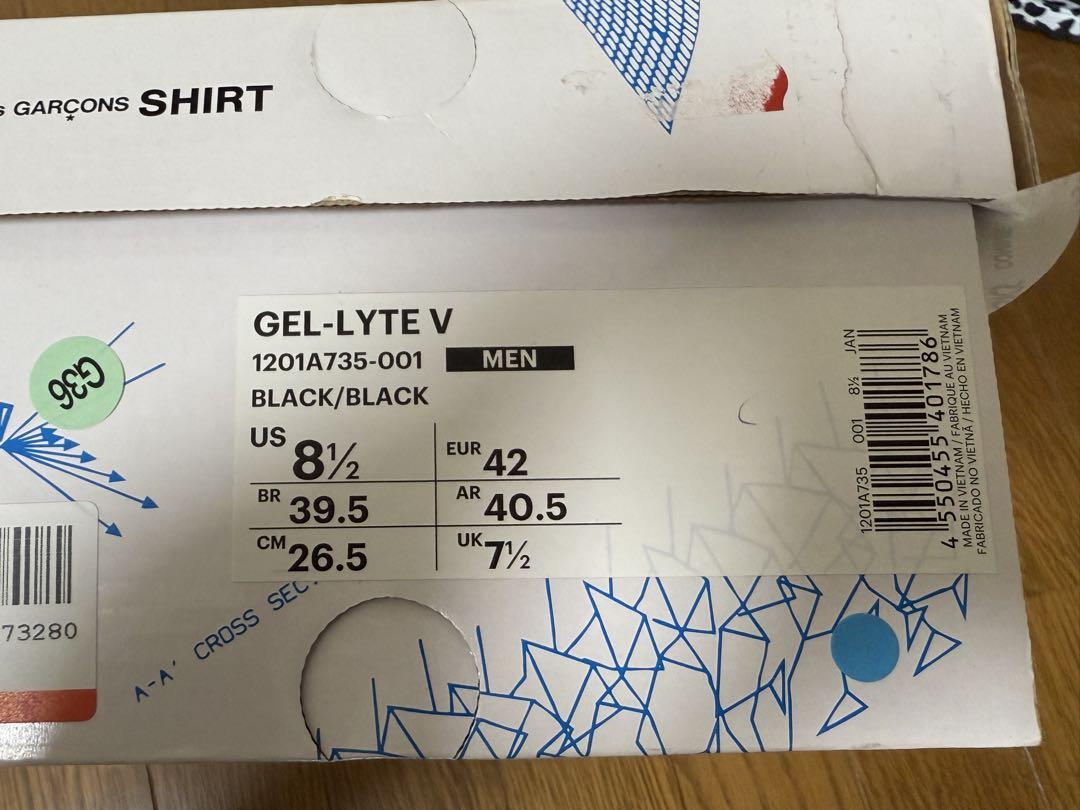 GARÇONS SHIRT
G36
GEL-LYTE V
1201A735-001 MEN
BLACK/BLACK
US 8½ EUR 42
BR 39.5 AR 40.5
CM 26.5 UK 7½
1201A735 001 8½ JAN
4 550455 401786
MADE IN VIETNAM / FABRIQUE AU VIETNAM
FABRICADO NO VIETNÃ / HECHO EN VIETNAM
73280
A-A' CROSS SEC